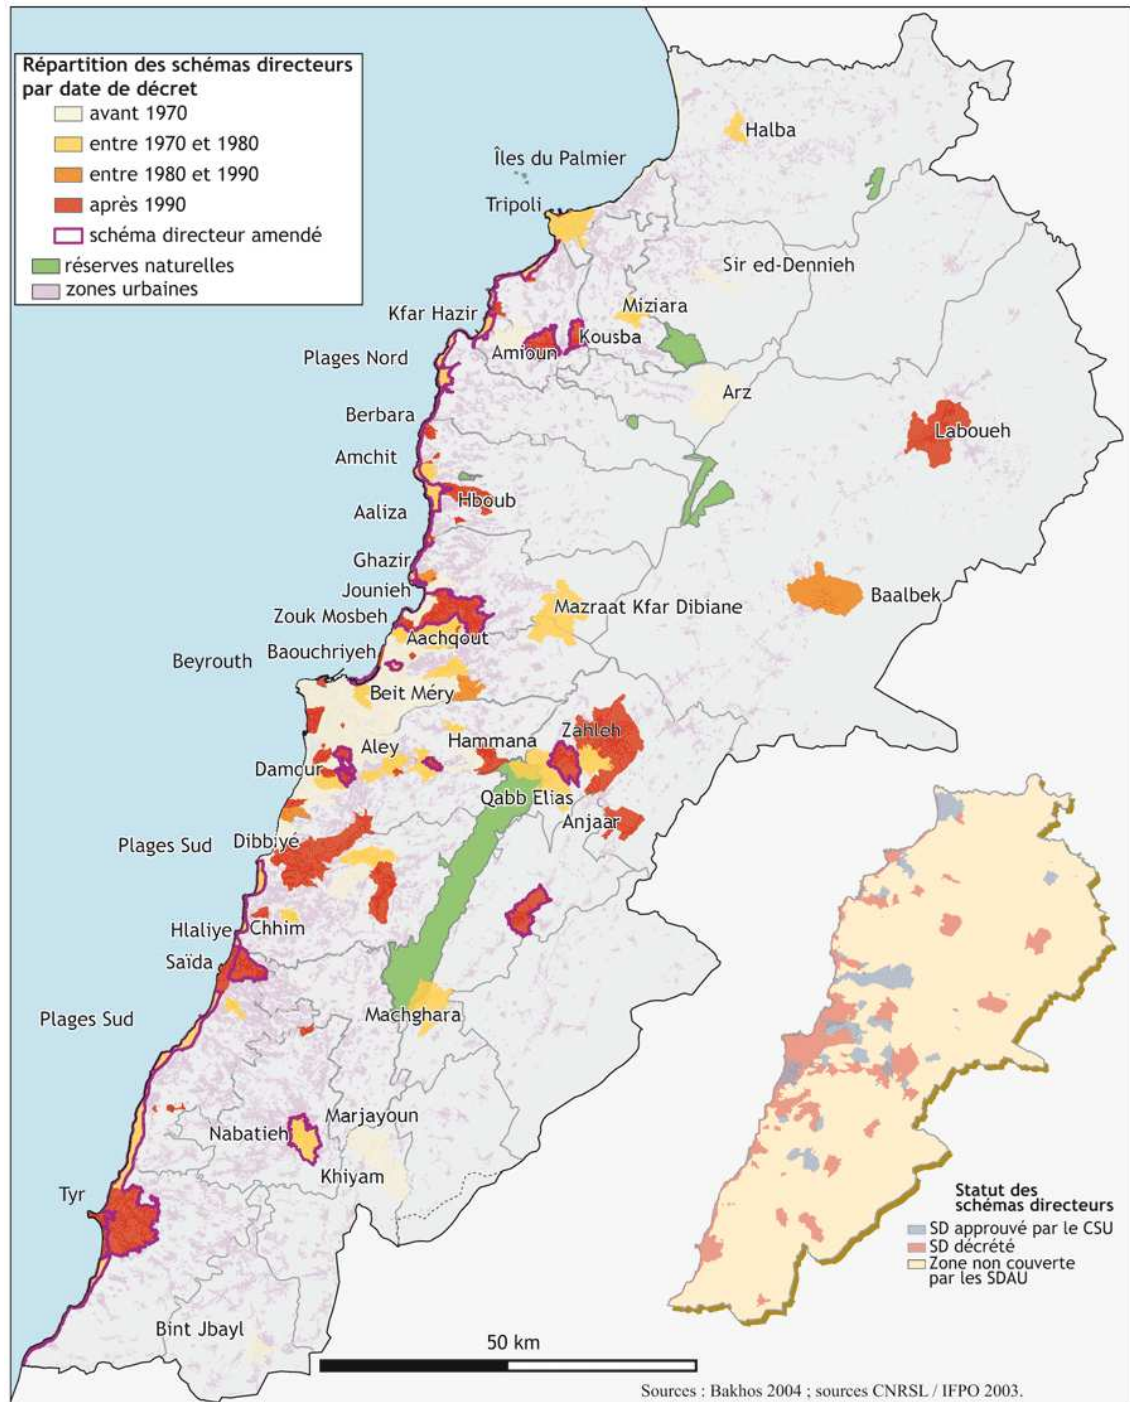 Répartition des schémas directeurs
par date de décret
avant 1970
entre 1970 et 1980
entre 1980 et 1990
après 1990
schéma directeur amendé
réserves naturelles
zones urbaines
Halba
Îles du Palmier
Tripoli
Sir ed-Dennieh
Miziara
Kfar Hazir
Kousba
Amioun
Plages Nord
Arz
Berbara
Laboueh
Amchit
Hboub
Aaliza
Ghazir
Jounieh
Baalbek
Mazraat Kfar Dibiane
Zouk Mosbeh
Aachqout
Baouchriyeh
Beyrouth
Beit Méry
Zahleh
Hammana
Aley
Damour
Qabb Elias
Anjaar
Dibbiyé
Plages Sud
Hlaliye
Chhim
Saïda
Machghara
Plages Sud
Marjayoun
Nabatieh
Khiyam
Tyr
Statut des
schémas directeurs
SD approuvé par le CSU
SD décrété
Zone non couverte
par les SDAU
Bint Jbayl
50 km
Sources : Bakhos 2004 ; sources CNRSL / IFPO 2003.